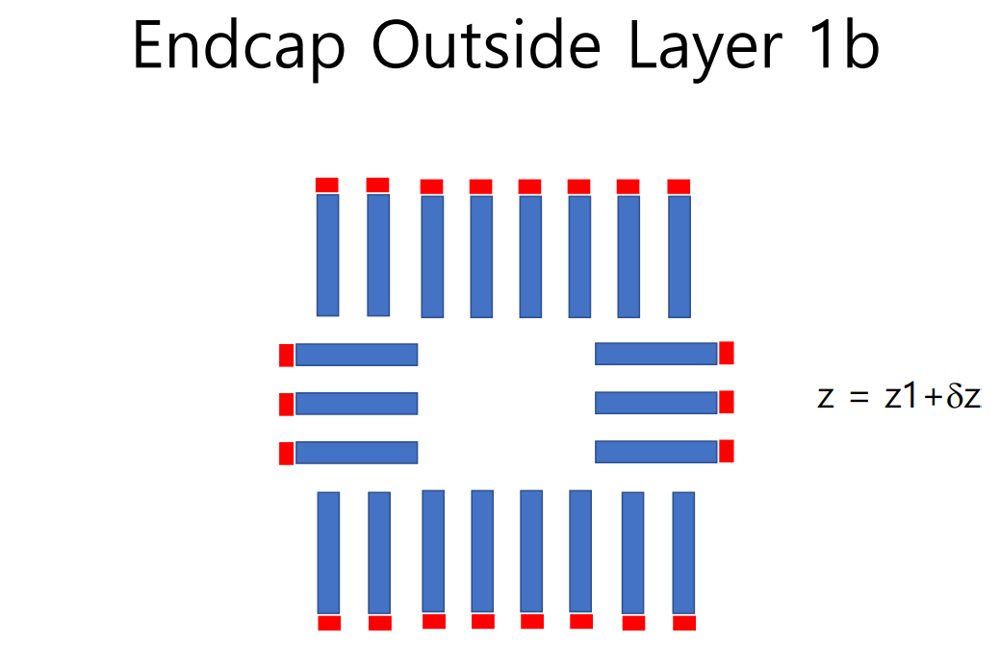 Endcap Outside Layer 1b
z = z1+δz